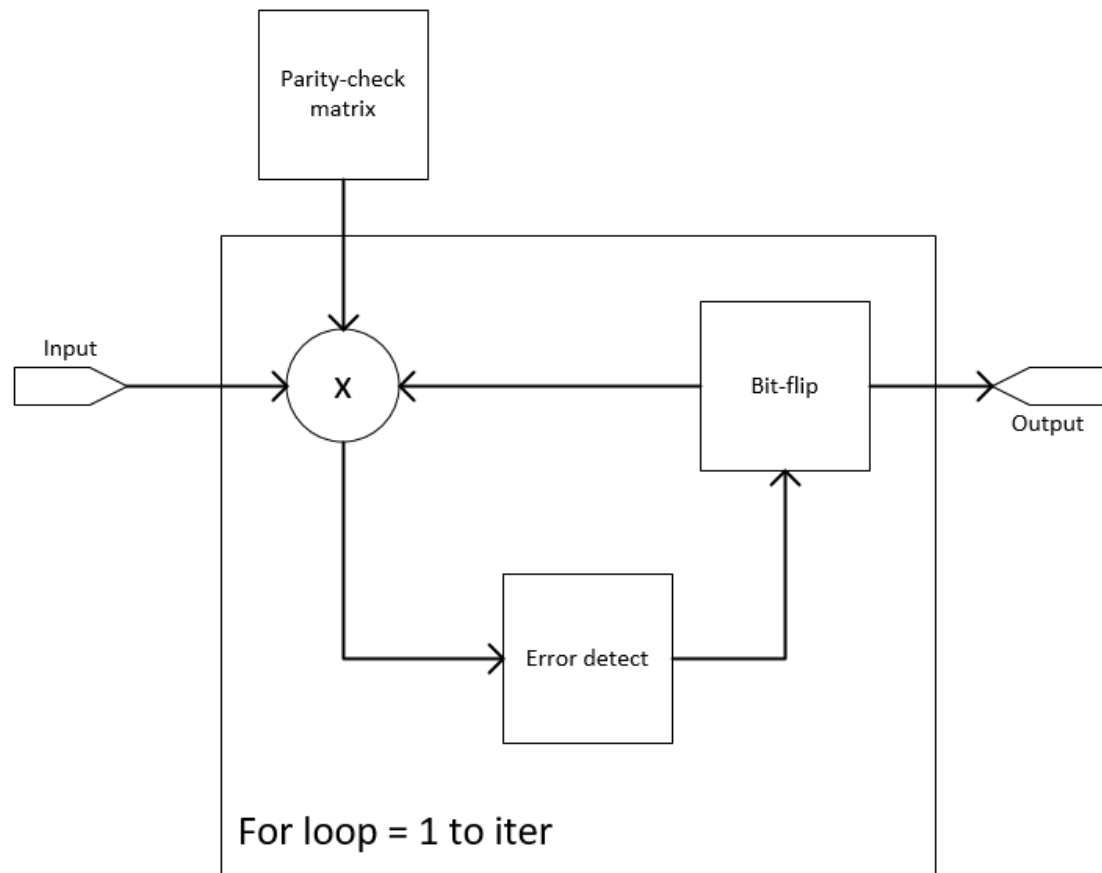 Parity-check
matrix
Input
X
Bit-flip
Output
Error detect
For loop = 1 to iter